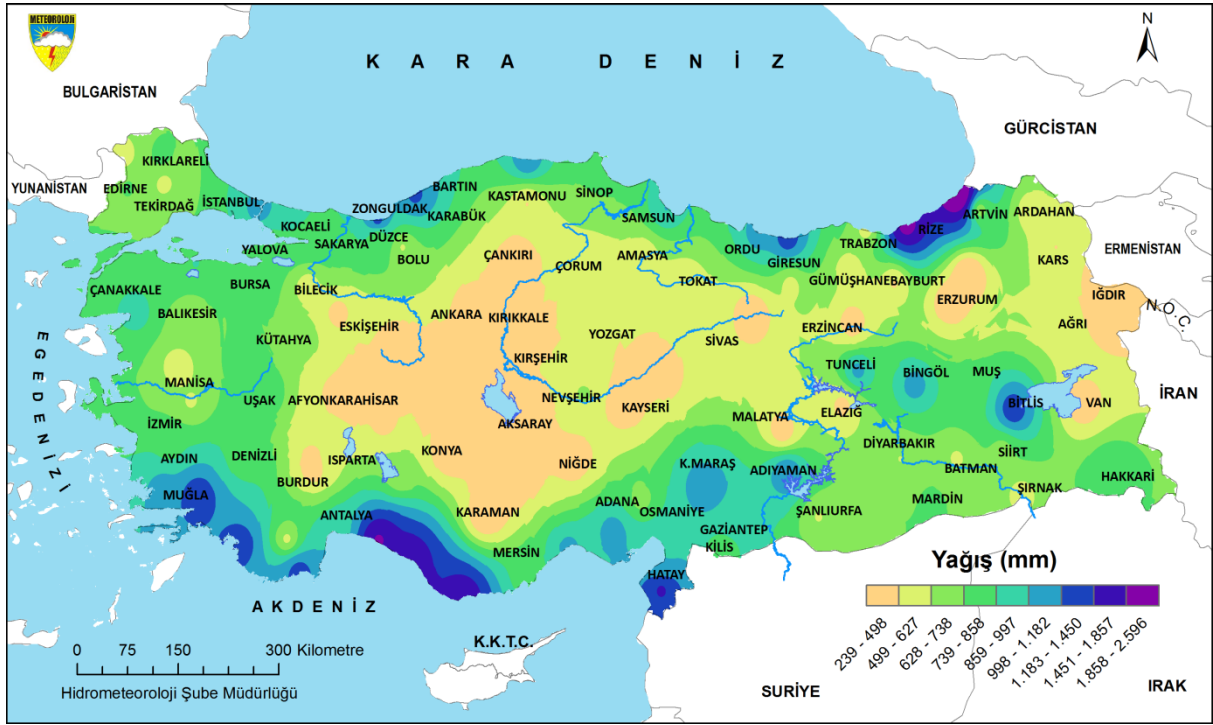 METEOROLOJİ
K A R A D E N İ Z
N
BULGARİSTAN
GÜRCİSTAN
YUNANİSTAN
ERMENİSTAN
N.O.C.
İRAN
IRAK
SURİYE
K.K.T.C.
A K D E N İ Z
E G E D E N İ Z İ
KIRKLARELİ
EDİRNE
TEKİRDAĞ
İSTANBUL
KOCAELİ
YALOVA
SAKARYA
DÜZCE
ZONGULDAK
BARTIN
KARABÜK
BOLU
KASTAMONU
SİNOP
SAMSUN
ÇANKIRI
ÇORUM
AMASYA
TOKAT
ORDU
GİRESUN
TRABZON
RİZE
ARTVİN
ARDAHAN
KARS
GÜMÜŞHANE
BAYBURT
ERZURUM
IĞDIR
AĞRI
ÇANAKKALE
BALIKESİR
BURSA
BİLECİK
ESKİŞEHİR
KÜTAHYA
ANKARA
KIRIKKALE
KIRŞEHİR
YOZGAT
SİVAS
ERZİNCAN
TUNCELİ
BİNGÖL
MUŞ
BİTLİS
VAN
MANİSA
İZMİR
UŞAK
AFYONKARAHİSAR
NEVŞEHİR
AKSARAY
KAYSERİ
MALATYA
ELAZIĞ
DİYARBAKIR
SİİRT
BATMAN
HAKKARİ
ŞIRNAK
MARDİN
AYDIN
DENİZLİ
BURDUR
ISPARTA
KONYA
NİĞDE
K.MARAŞ
ADIYAMAN
ŞANLIURFA
MUĞLA
ANTALYA
KARAMAN
MERSİN
ADANA
OSMANİYE
GAZİANTEP
KİLİS
HATAY
0 75 150 300 Kilometre
Hidrometeoroloji Şube Müdürlüğü
Yağış (mm)
239 - 498
499 - 627
628 - 738
739 - 858
859 - 997
998 - 1.182
1.183 - 1.450
1.451 - 1.857
1.858 - 2.596